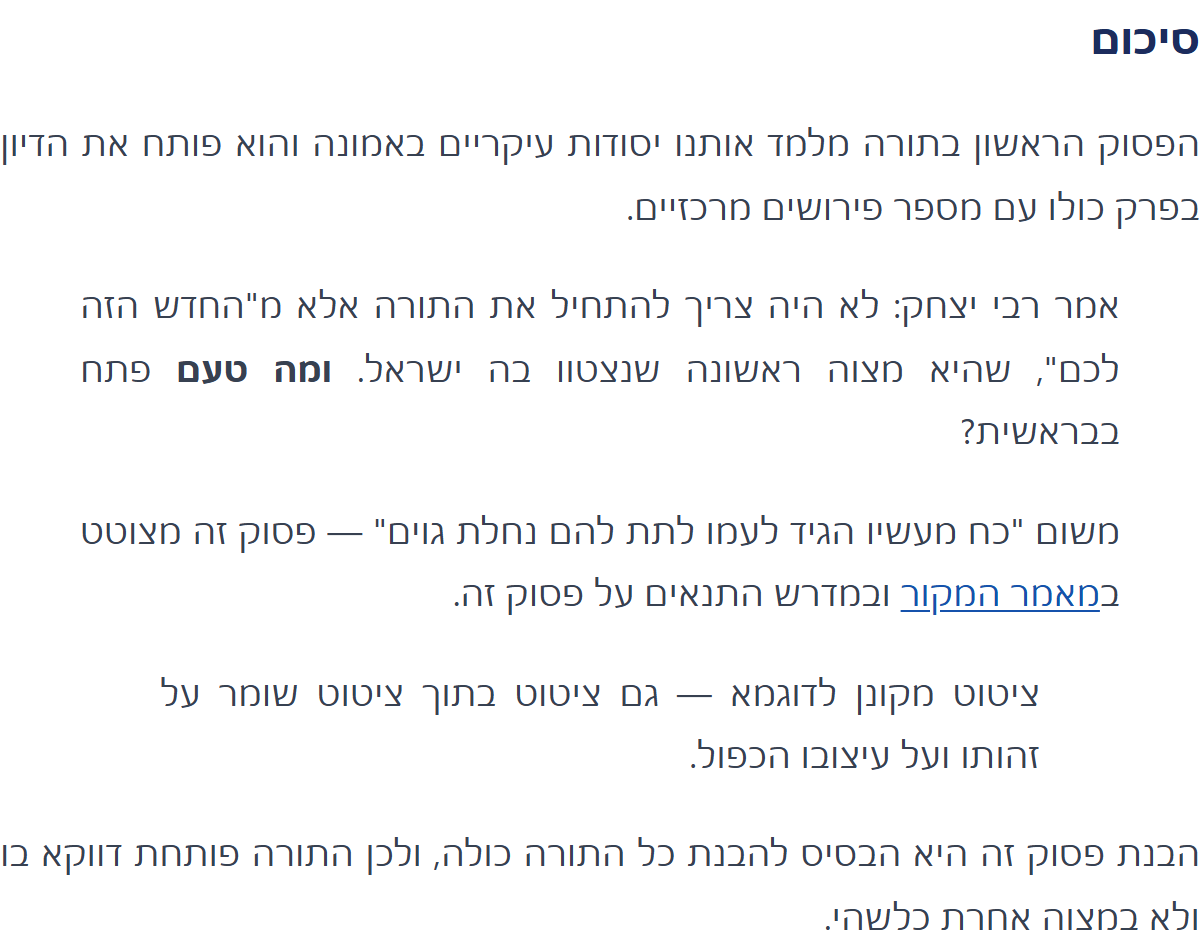 סיכום
הפסוק הראשון בתורה מלמד אותנו יסודות עיקריים באמונה והוא פותח את הדיון
בפרק כולו עם מספר פירושים מרכזיים.
אמר רבי יצחק: לא היה צריך להתחיל את התורה אלא מ"החדש הזה
לכם", שהיא מצוה ראשונה שנצטוו בה ישראל. ומה טעם פתח
בבראשית?
משום "כח מעשיו הגיד לעמו לתת להם נחלת גוים" — פסוק זה מצוטט
במאמר המקור ובמדרש התנאים על פסוק זה.
ציטוט מקונן לדוגמא — גם ציטוט בתוך ציטוט שומר על
זהותו ועל עיצובו הכפול.
הבנת פסוק זה היא הבסיס להבנת כל התורה כולה, ולכן התורה פותחת דווקא בו
ולא במצוה אחרת כלשהי.